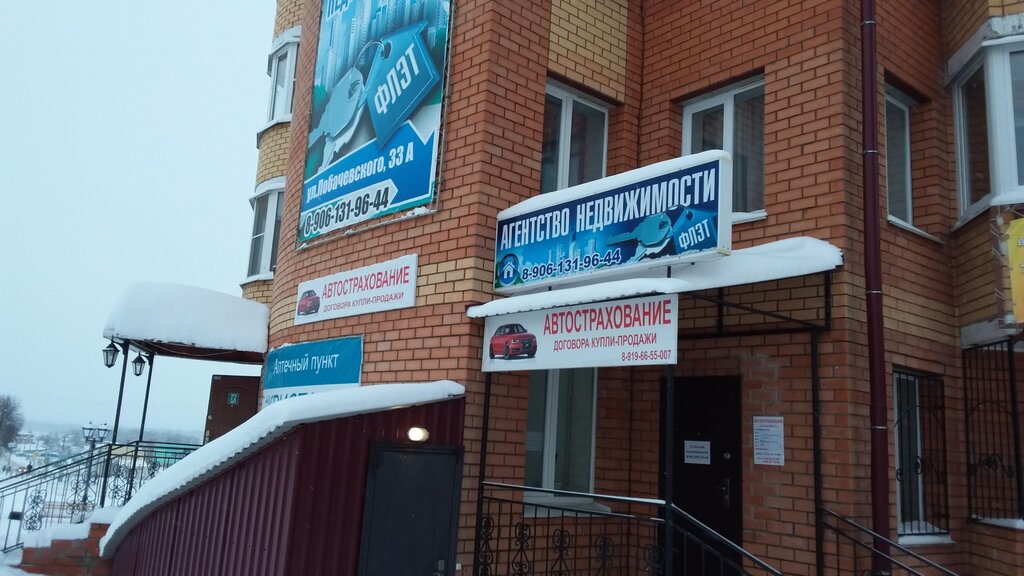 ФЛЭТ
ул.Лобачевского, 33 А
8-906-131-96-44
АГЕНТСТВО НЕДВИЖИМОСТИ
ФЛЭТ
8-906-131-96-44
АВТОСТРАХОВАНИЕ
ДОГОВОРА КУПЛИ-ПРОДАЖИ
АВТОСТРАХОВАНИЕ
ДОГОВОРА КУПЛИ-ПРОДАЖИ
8-919-66-55-007
Аптечный пункт